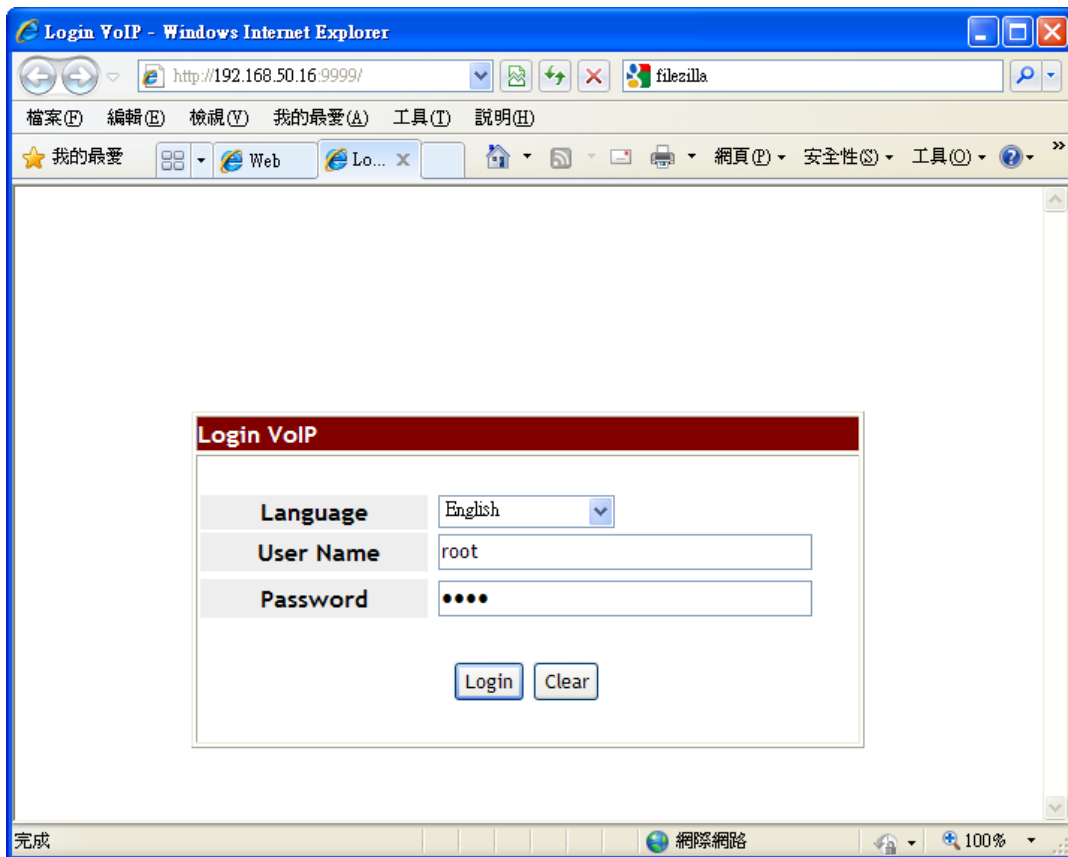 Login VoIP - Windows Internet Explorer
http://192.168.50.16:9999/
filezilla
檔案(F) 編輯(E) 檢視(V) 我的最愛(A) 工具(T) 說明(H)
我的最愛 Web Lo... 網頁(P) 安全性(S) 工具(O) »
Login VoIP
Language English
User Name root
Password ••••
Login Clear
完成 網際網路 100%